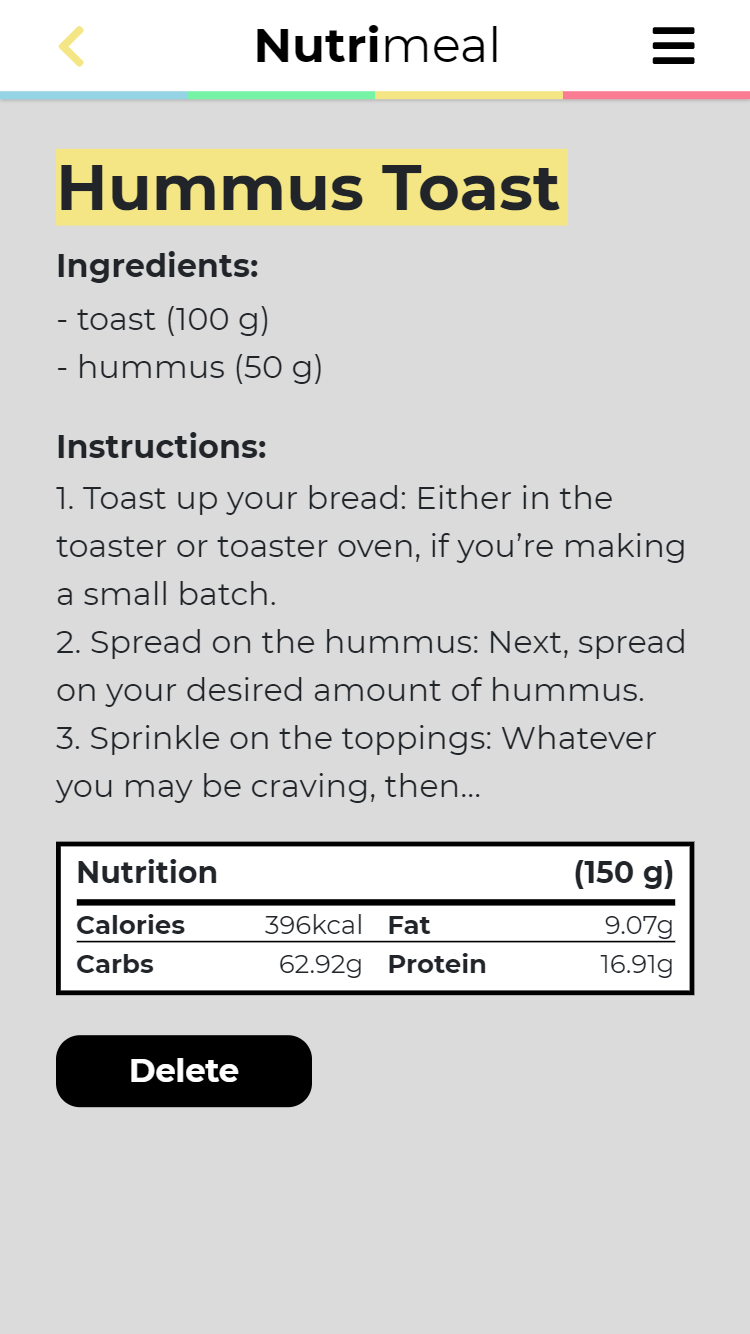 Nutrimeal
Hummus Toast
Ingredients:
- toast (100 g)
- hummus (50 g)
Instructions:
1. Toast up your bread: Either in the
toaster or toaster oven, if you’re making
a small batch.
2. Spread on the hummus: Next, spread
on your desired amount of hummus.
3. Sprinkle on the toppings: Whatever
you may be craving, then...
Nutrition (150 g)
Calories 396kcal Fat 9.07g
Carbs 62.92g Protein 16.91g
Delete